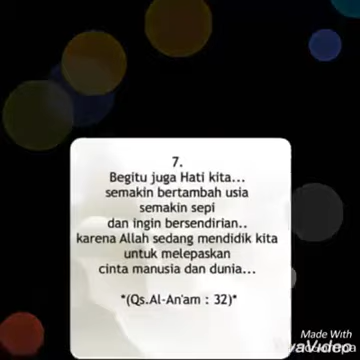 7.
Begitu juga Hati kita...
semakin bertambah usia
semakin sepi
dan ingin bersendirian..
karena Allah sedang mendidik kita
untuk melepaskan
cinta manusia dan dunia...
*(Qs.Al-An'am : 32)*
Made With
VivaVideo